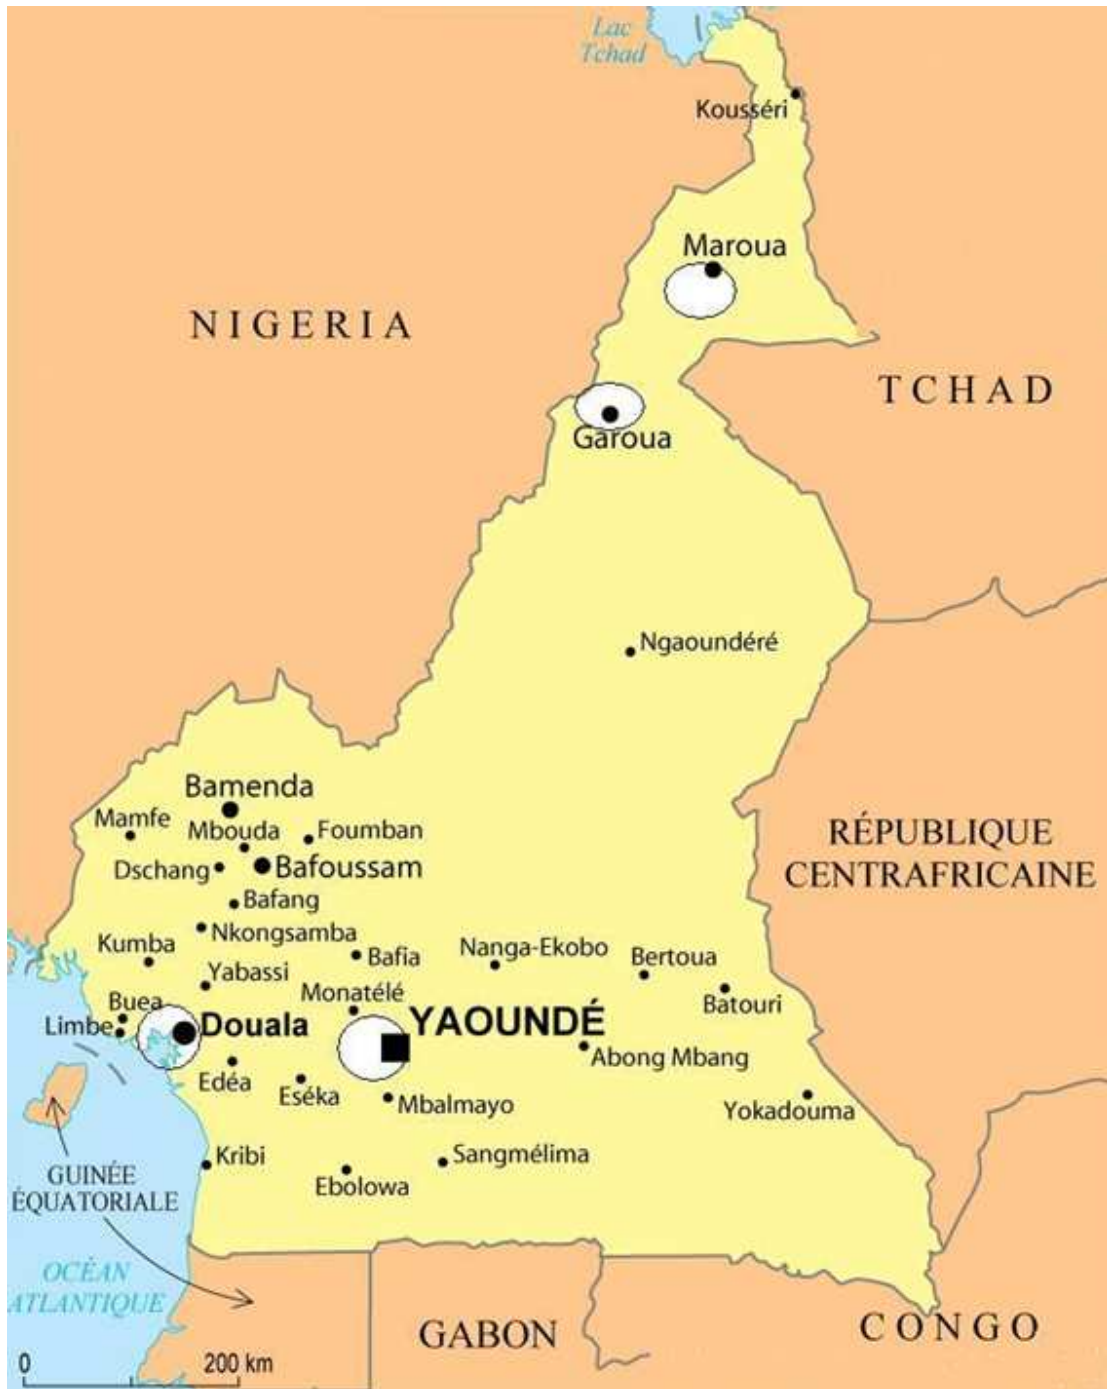 Lac
Tchad
Kousséri
Maroua
NIGERIA
TCHAD
Garoua
Ngaoundéré
Bamenda
Mamfe
Mbouda
Foumban
RÉPUBLIQUE
CENTRAFRICAINE
Dschang
Bafoussam
Bafang
Nkongsamba
Kumba
Bafia
Nanga-Ekobo
Bertoua
Yabassi
Monatélé
Batouri
Buea
Limbe
Douala
YAOUNDÉ
Abong Mbang
Edéa
Eséka
Mbalmayo
Yokadouma
Kribi
Sangmélima
Ebolowa
GUINÉE
ÉQUATORIALE
OCÉAN
ATLANTIQUE
GABON
CONGO
0 200 km